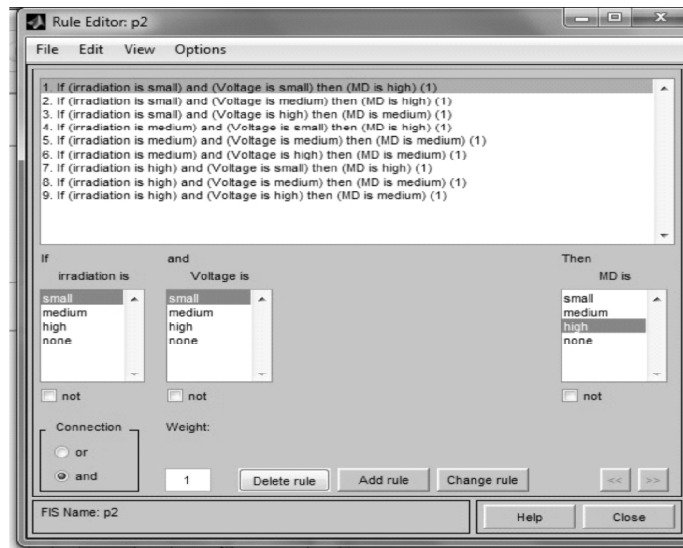 Rule Editor: p2
File Edit View Options
1. If (irradiation is small) and (Voltage is small) then (MD is high) (1)
2. If (irradiation is small) and (Voltage is medium) then (MD is high) (1)
3. If (irradiation is small) and (Voltage is high) then (MD is medium) (1)
4. If (irradiation is medium) and (Voltage is small) then (MD is high) (1)
5. If (irradiation is medium) and (Voltage is medium) then (MD is medium) (1)
6. If (irradiation is medium) and (Voltage is high) then (MD is medium) (1)
7. If (irradiation is high) and (Voltage is small) then (MD is high) (1)
8. If (irradiation is high) and (Voltage is medium) then (MD is medium) (1)
9. If (irradiation is high) and (Voltage is high) then (MD is medium) (1)
If and Then
irradiation is Voltage is MD is
small small small
medium medium medium
high high high
none none none
not not not
Connection Weight:
or
and 1 Delete rule Add rule Change rule << >>
FIS Name: p2 Help Close